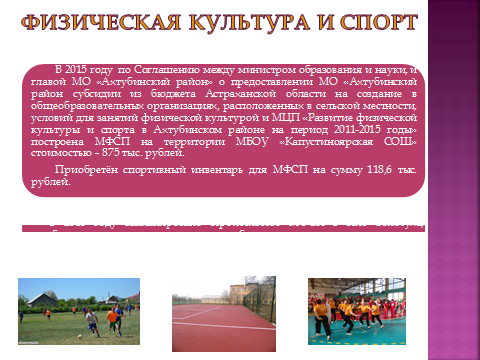 ФИЗИЧЕСКАЯ КУЛЬТУРА И СПОРТ
В 2015 году по Соглашению между министром образования и науки, и
главой МО «Ахтубинский район» о предоставлении МО «Ахтубинский
район субсидии из бюджета Астраханской области на создание в
общеобразовательных организациях, расположенных в сельской местности,
условий для занятий физической культурой и МЦП «Развитие физической
культуры и спорта в Ахтубинском районе на период 2011-2015 годы»
построена МФСП на территории МБОУ «Капустиноярская СОШ»
стоимостью – 875 тыс. рублей.
Приобретён спортивный инвентарь для МФСП на сумму 118,6 тыс.
рублей.